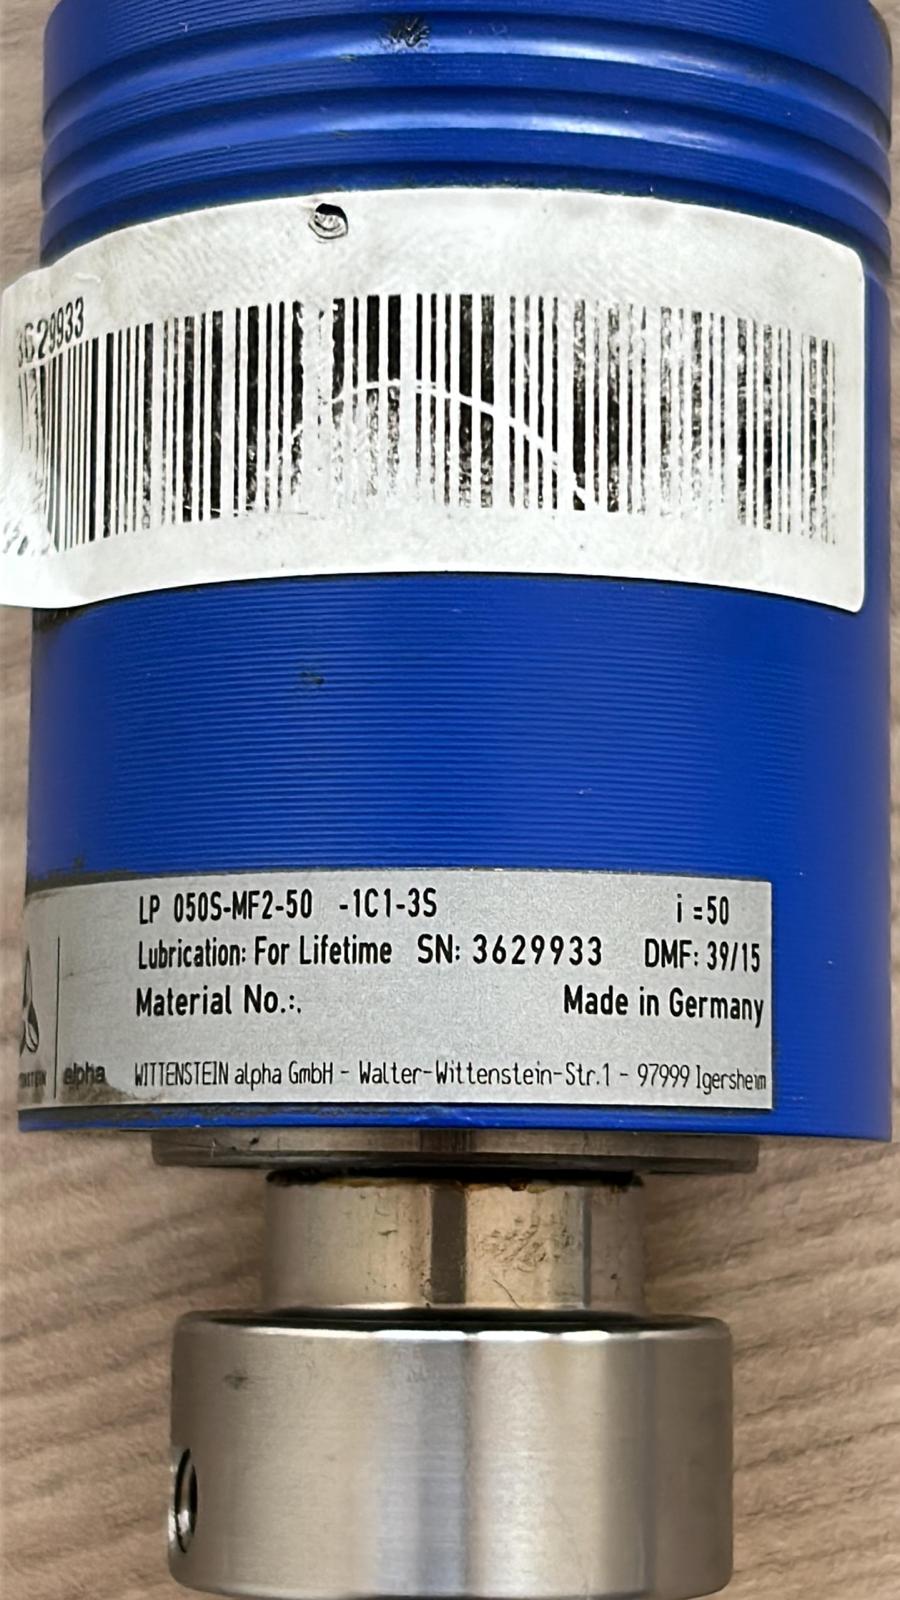 3629933
LP 050S-MF2-50 -1C1-3S i =50
Lubrication: For Lifetime SN: 3629933 DMF: 39/15
Material No.:. Made in Germany
alpha WITTENSTEIN alpha GmbH - Walter-Wittenstein-Str.1 - 97999 Igersheim